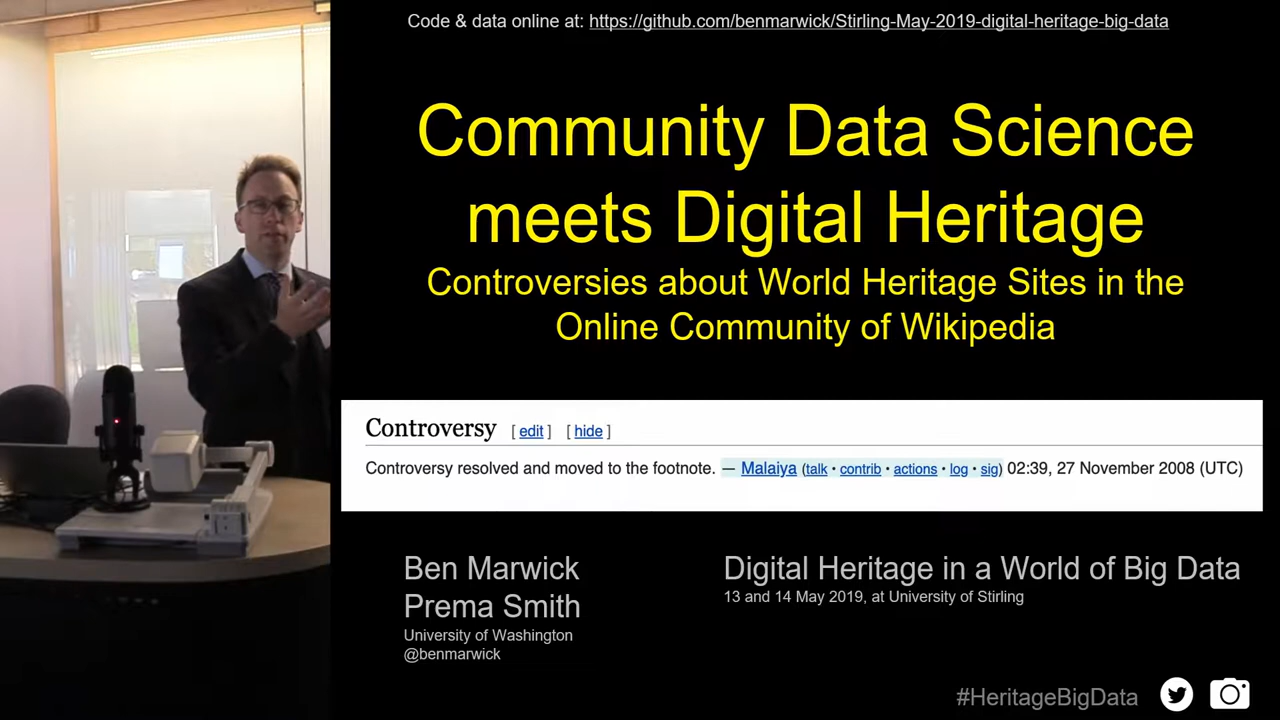 Code & data online at: https://github.com/benmarwick/Stirling-May-2019-digital-heritage-big-data
Community Data Science
meets Digital Heritage
Controversies about World Heritage Sites in the
Online Community of Wikipedia
Controversy [ edit ] [ hide ]
Controversy resolved and moved to the footnote. — Malaiya (talk • contrib • actions • log • sig) 02:39, 27 November 2008 (UTC)
Ben Marwick
Prema Smith
University of Washington
@benmarwick
Digital Heritage in a World of Big Data
13 and 14 May 2019, at University of Stirling
#HeritageBigData